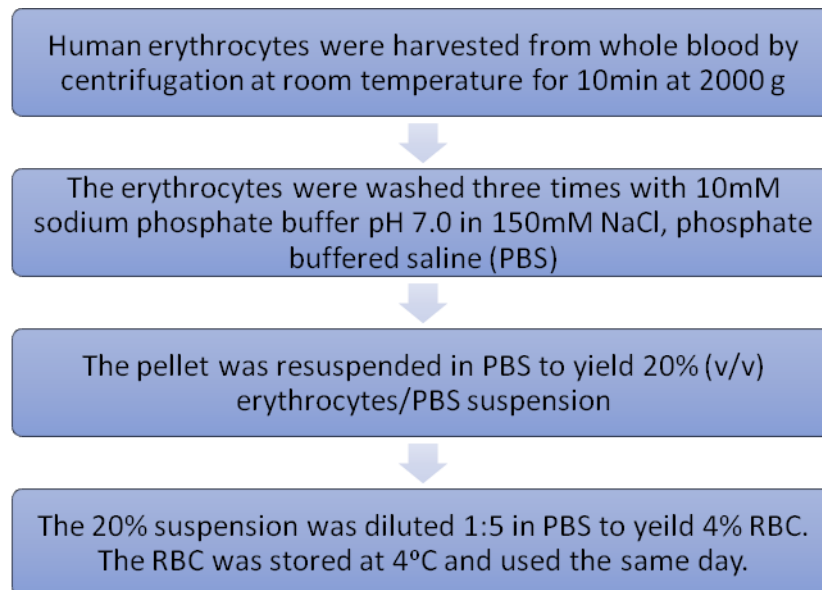 Human erythrocytes were harvested from whole blood by
centrifugation at room temperature for 10min at 2000 g
The erythrocytes were washed three times with 10mM
sodium phosphate buffer pH 7.0 in 150mM NaCl, phosphate
buffered saline (PBS)
The pellet was resuspended in PBS to yield 20% (v/v)
erythrocytes/PBS suspension
The 20% suspension was diluted 1:5 in PBS to yeild 4% RBC.
The RBC was stored at 4ºC and used the same day.